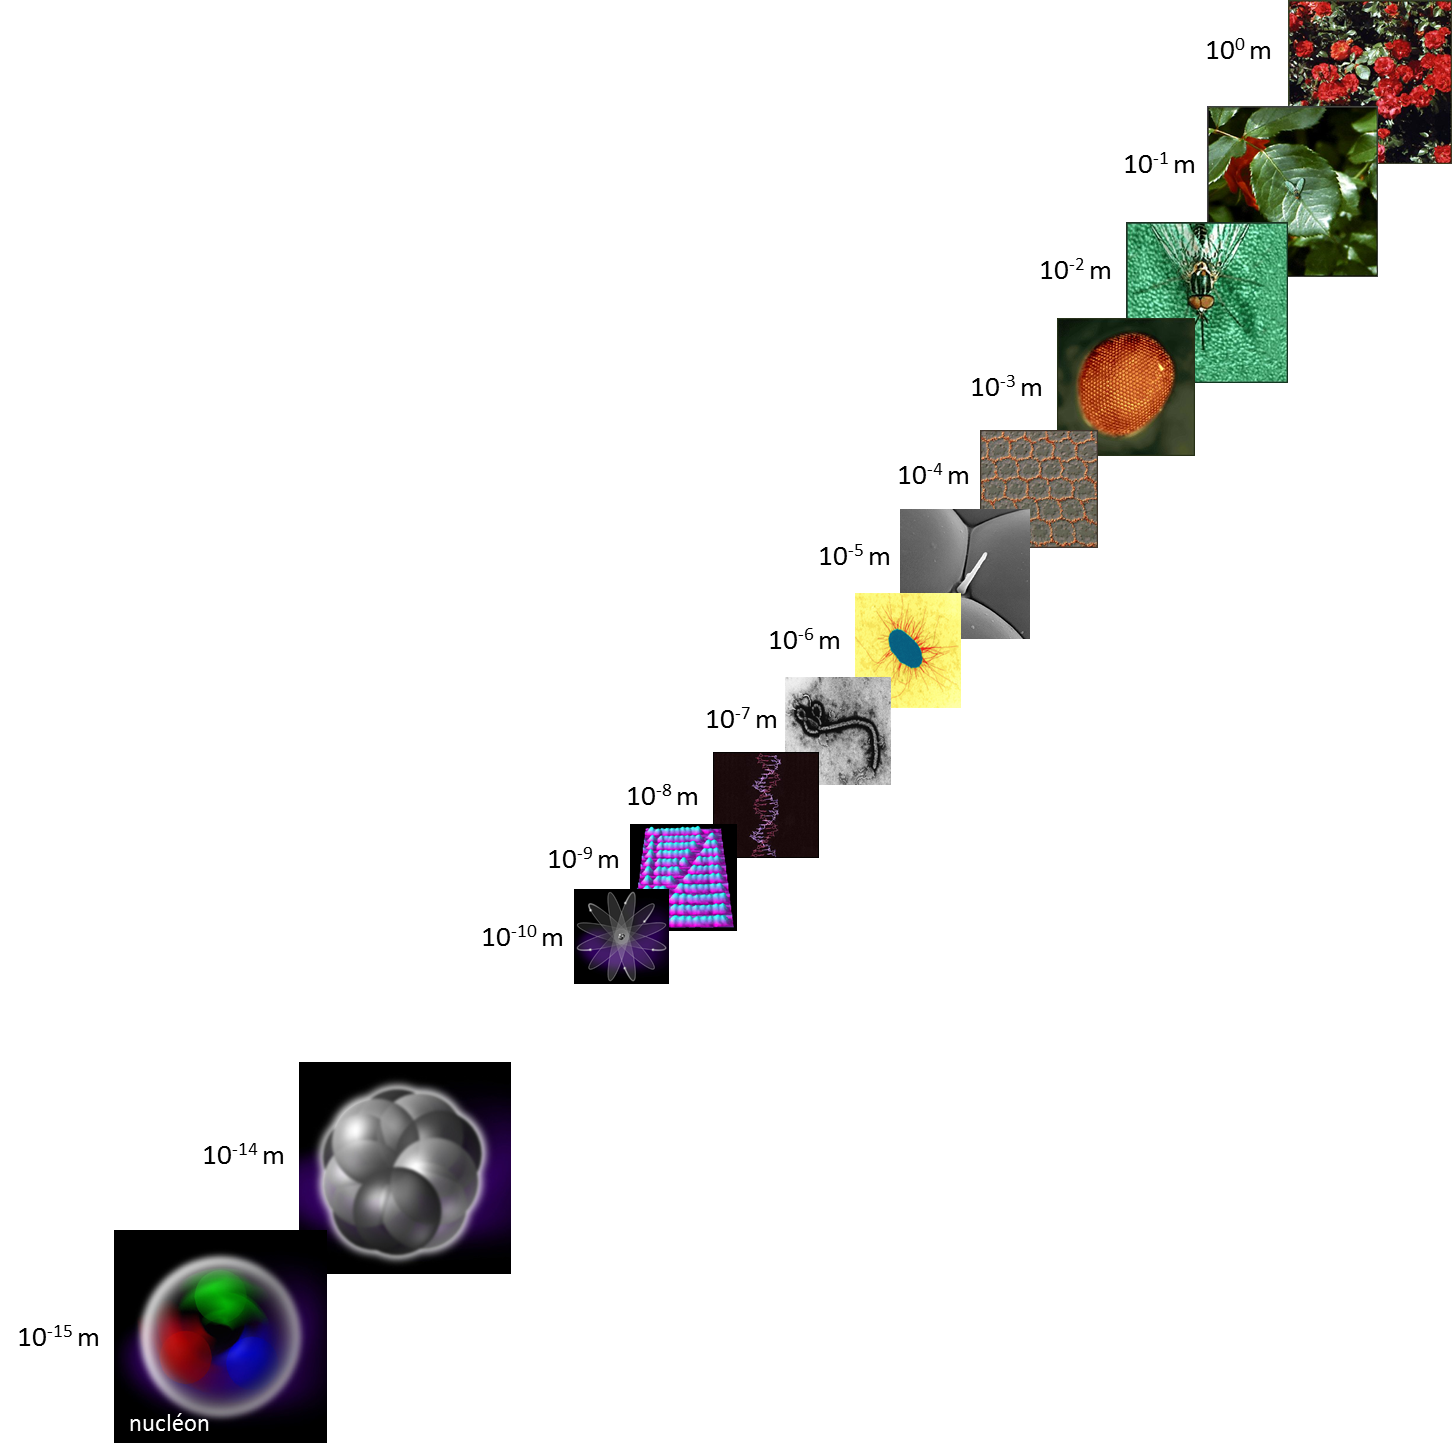 10⁰ m
10⁻¹ m
10⁻² m
10⁻³ m
10⁻⁴ m
10⁻⁵ m
10⁻⁶ m
10⁻⁷ m
10⁻⁸ m
10⁻⁹ m
10⁻¹⁰ m
10⁻¹⁴ m
10⁻¹⁵ m
nucléon